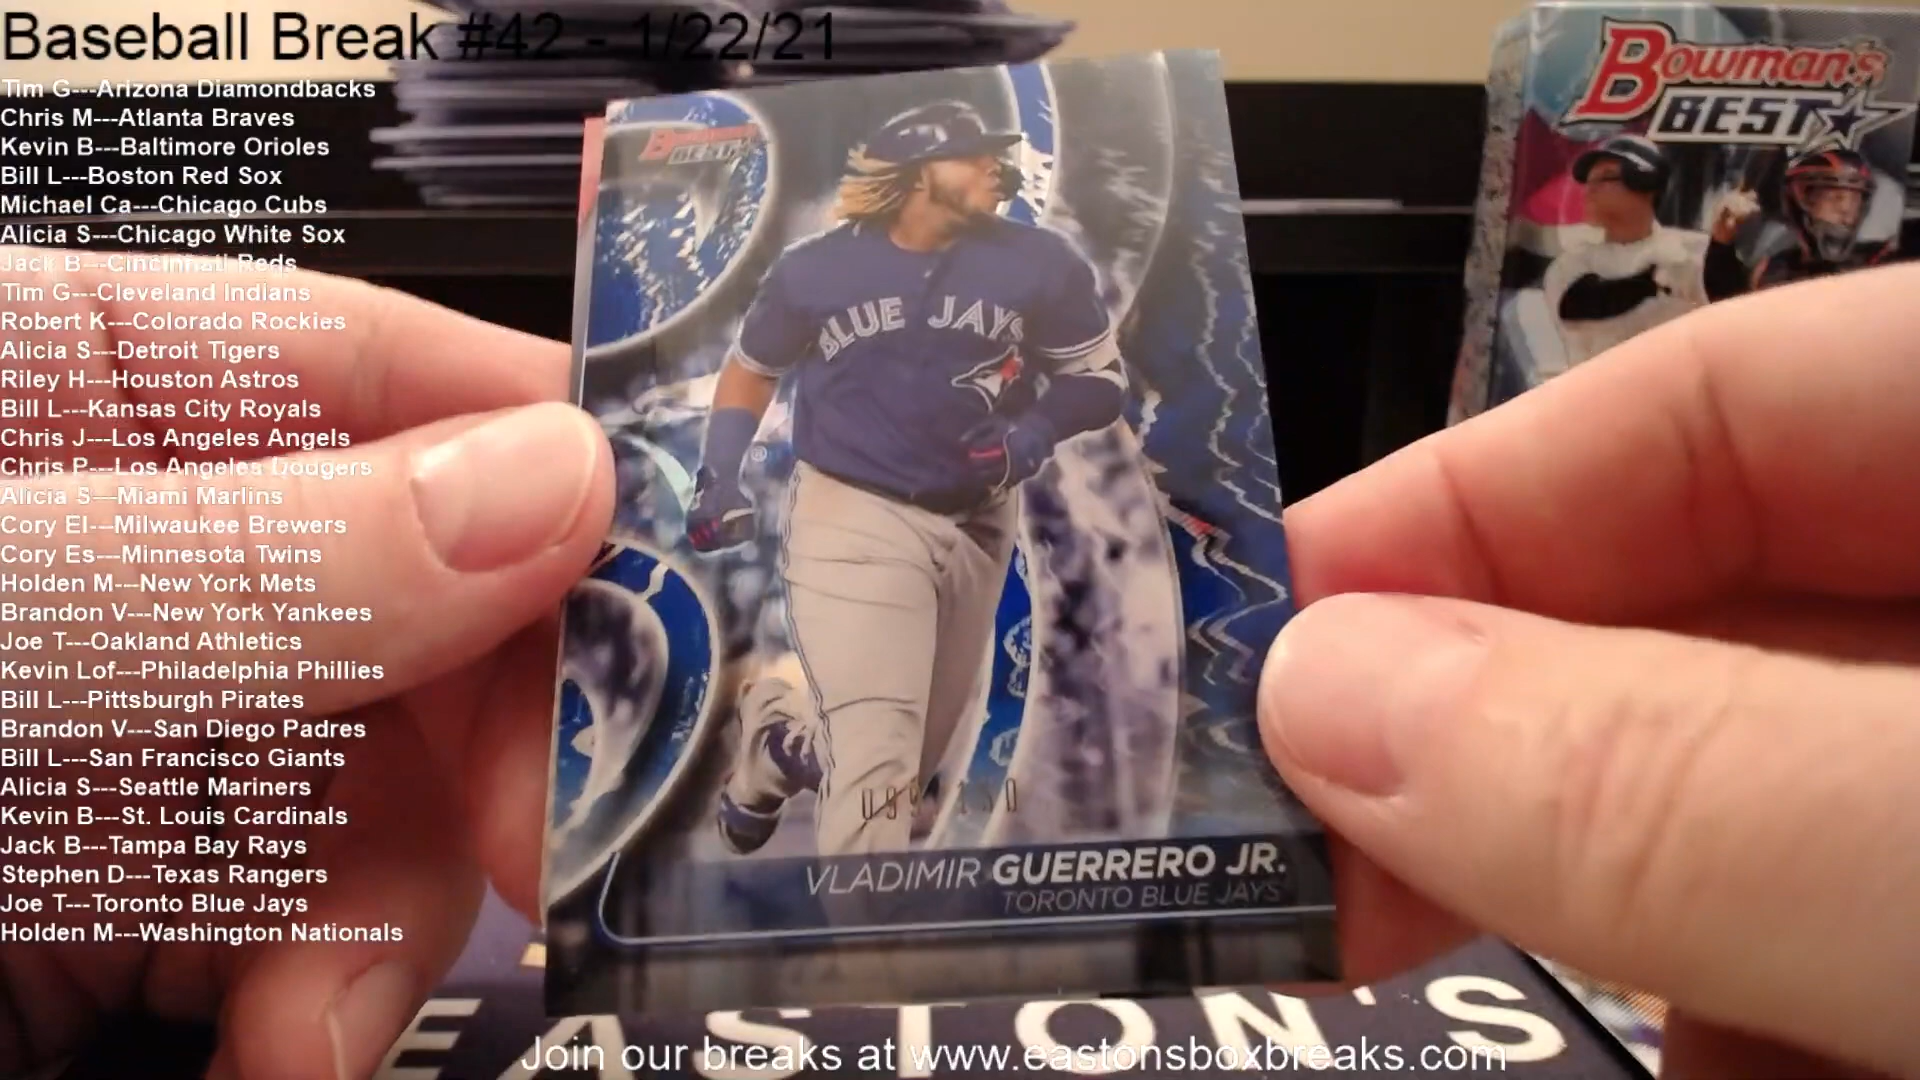 Baseball Break #42 - 1/22/21
Tim G---Arizona Diamondbacks
Chris M---Atlanta Braves
Kevin B---Baltimore Orioles
Bill L---Boston Red Sox
Michael Ca---Chicago Cubs
Alicia S---Chicago White Sox
Jack B---Cincinnati Reds
Tim G---Cleveland Indians
Robert K---Colorado Rockies
Alicia S---Detroit Tigers
Riley H---Houston Astros
Bill L---Kansas City Royals
Chris J---Los Angeles Angels
Chris P---Los Angeles Dodgers
Alicia S---Miami Marlins
Cory El---Milwaukee Brewers
Cory Es---Minnesota Twins
Holden M---New York Mets
Brandon V---New York Yankees
Joe T---Oakland Athletics
Kevin Lof---Philadelphia Phillies
Bill L---Pittsburgh Pirates
Brandon V---San Diego Padres
Bill L---San Francisco Giants
Alicia S---Seattle Mariners
Kevin B---St. Louis Cardinals
Jack B---Tampa Bay Rays
Stephen D---Texas Rangers
Joe T---Toronto Blue Jays
Holden M---Washington Nationals
BOWMAN'S
BEST
BOWMAN'S
BEST
BLUE JAYS
VLADIMIR GUERRERO JR.
TORONTO BLUE JAYS
EASTON'S
Join our breaks at www.eastonsboxbreaks.com